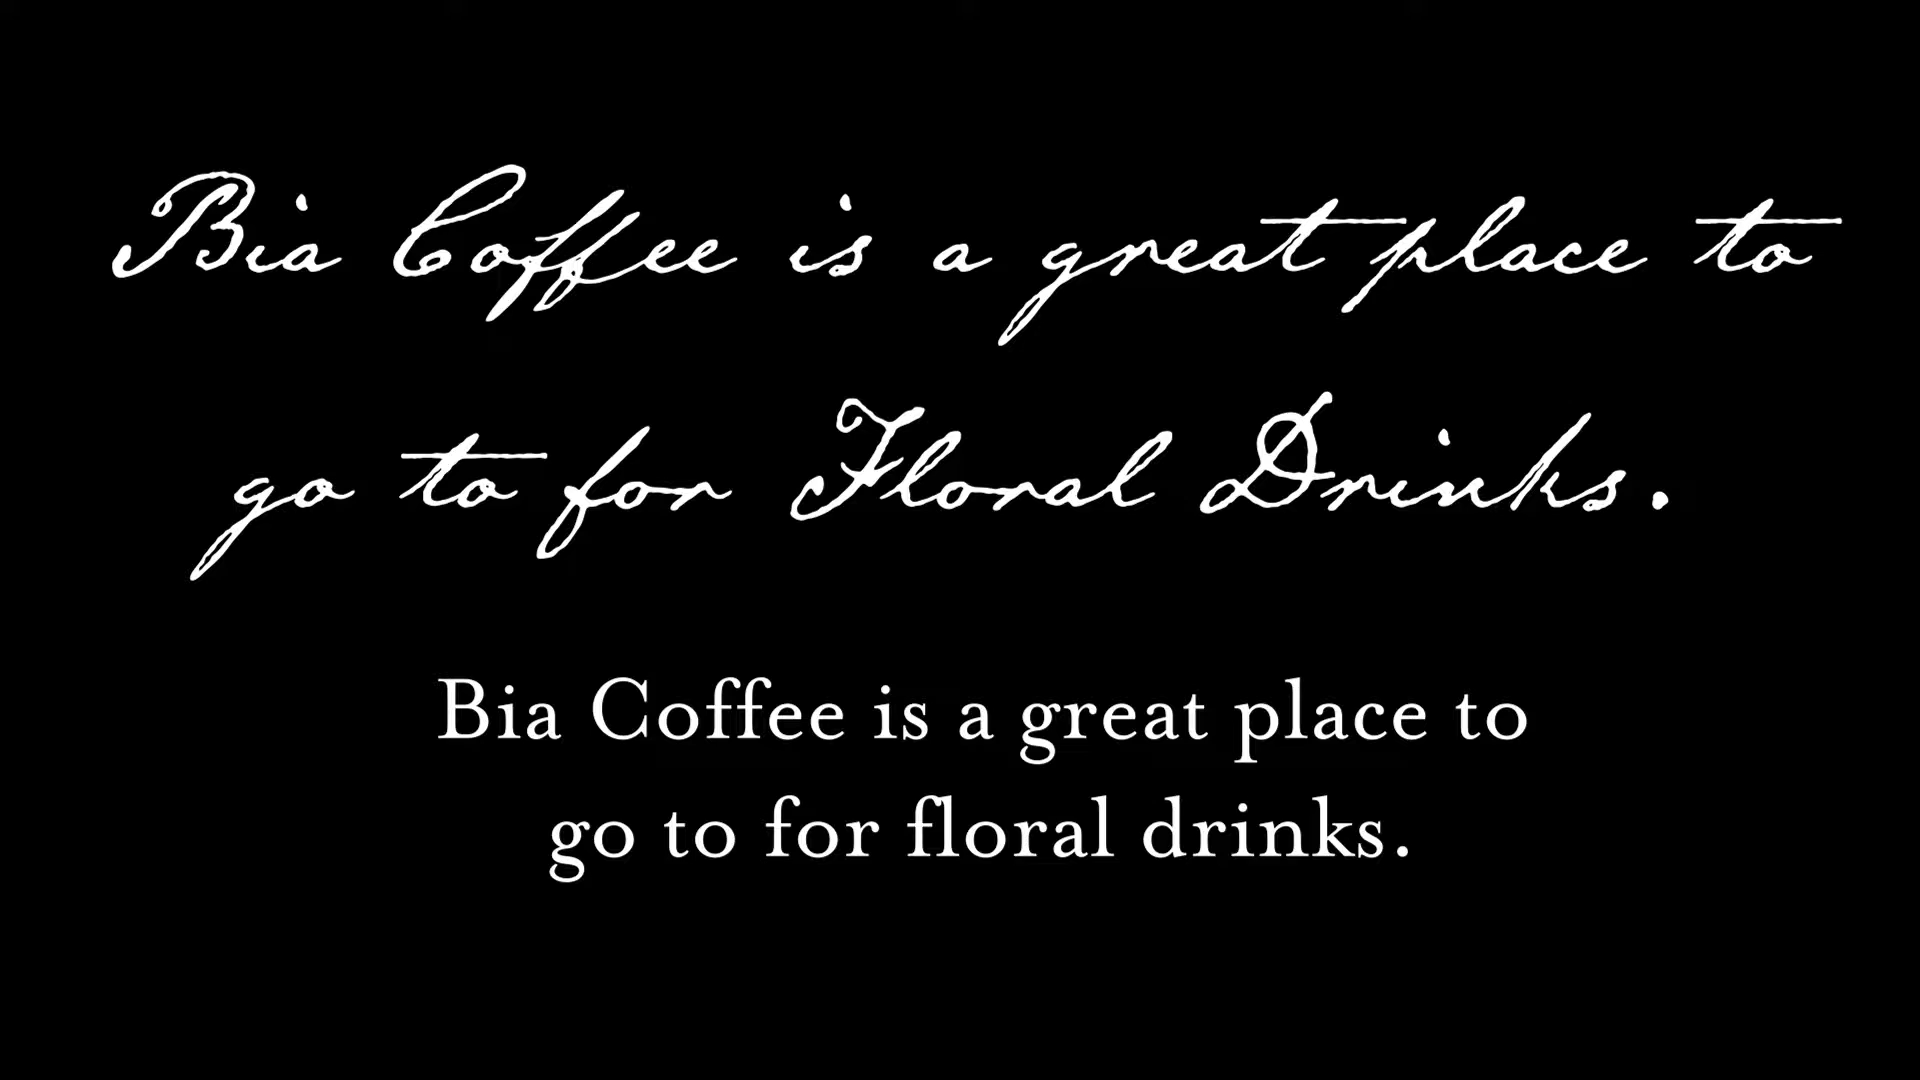 Bia Coffee is a great place to
go to for Floral Drinks.
Bia Coffee is a great place to
go to for floral drinks.